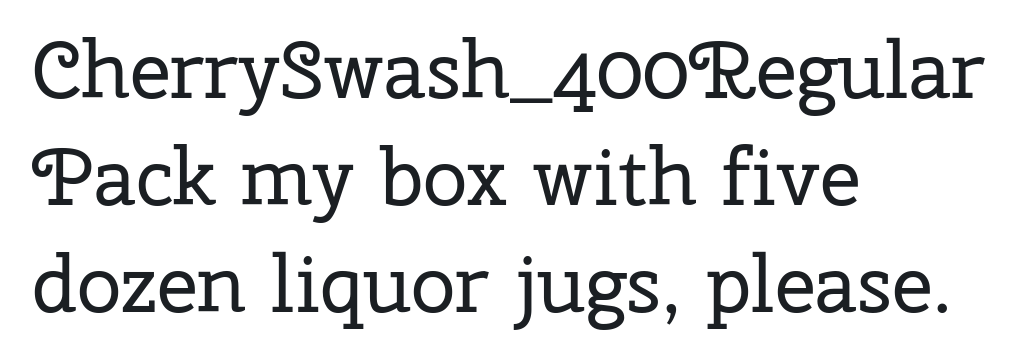 CherrySwash_400Regular
Pack my box with five
dozen liquor jugs, please.